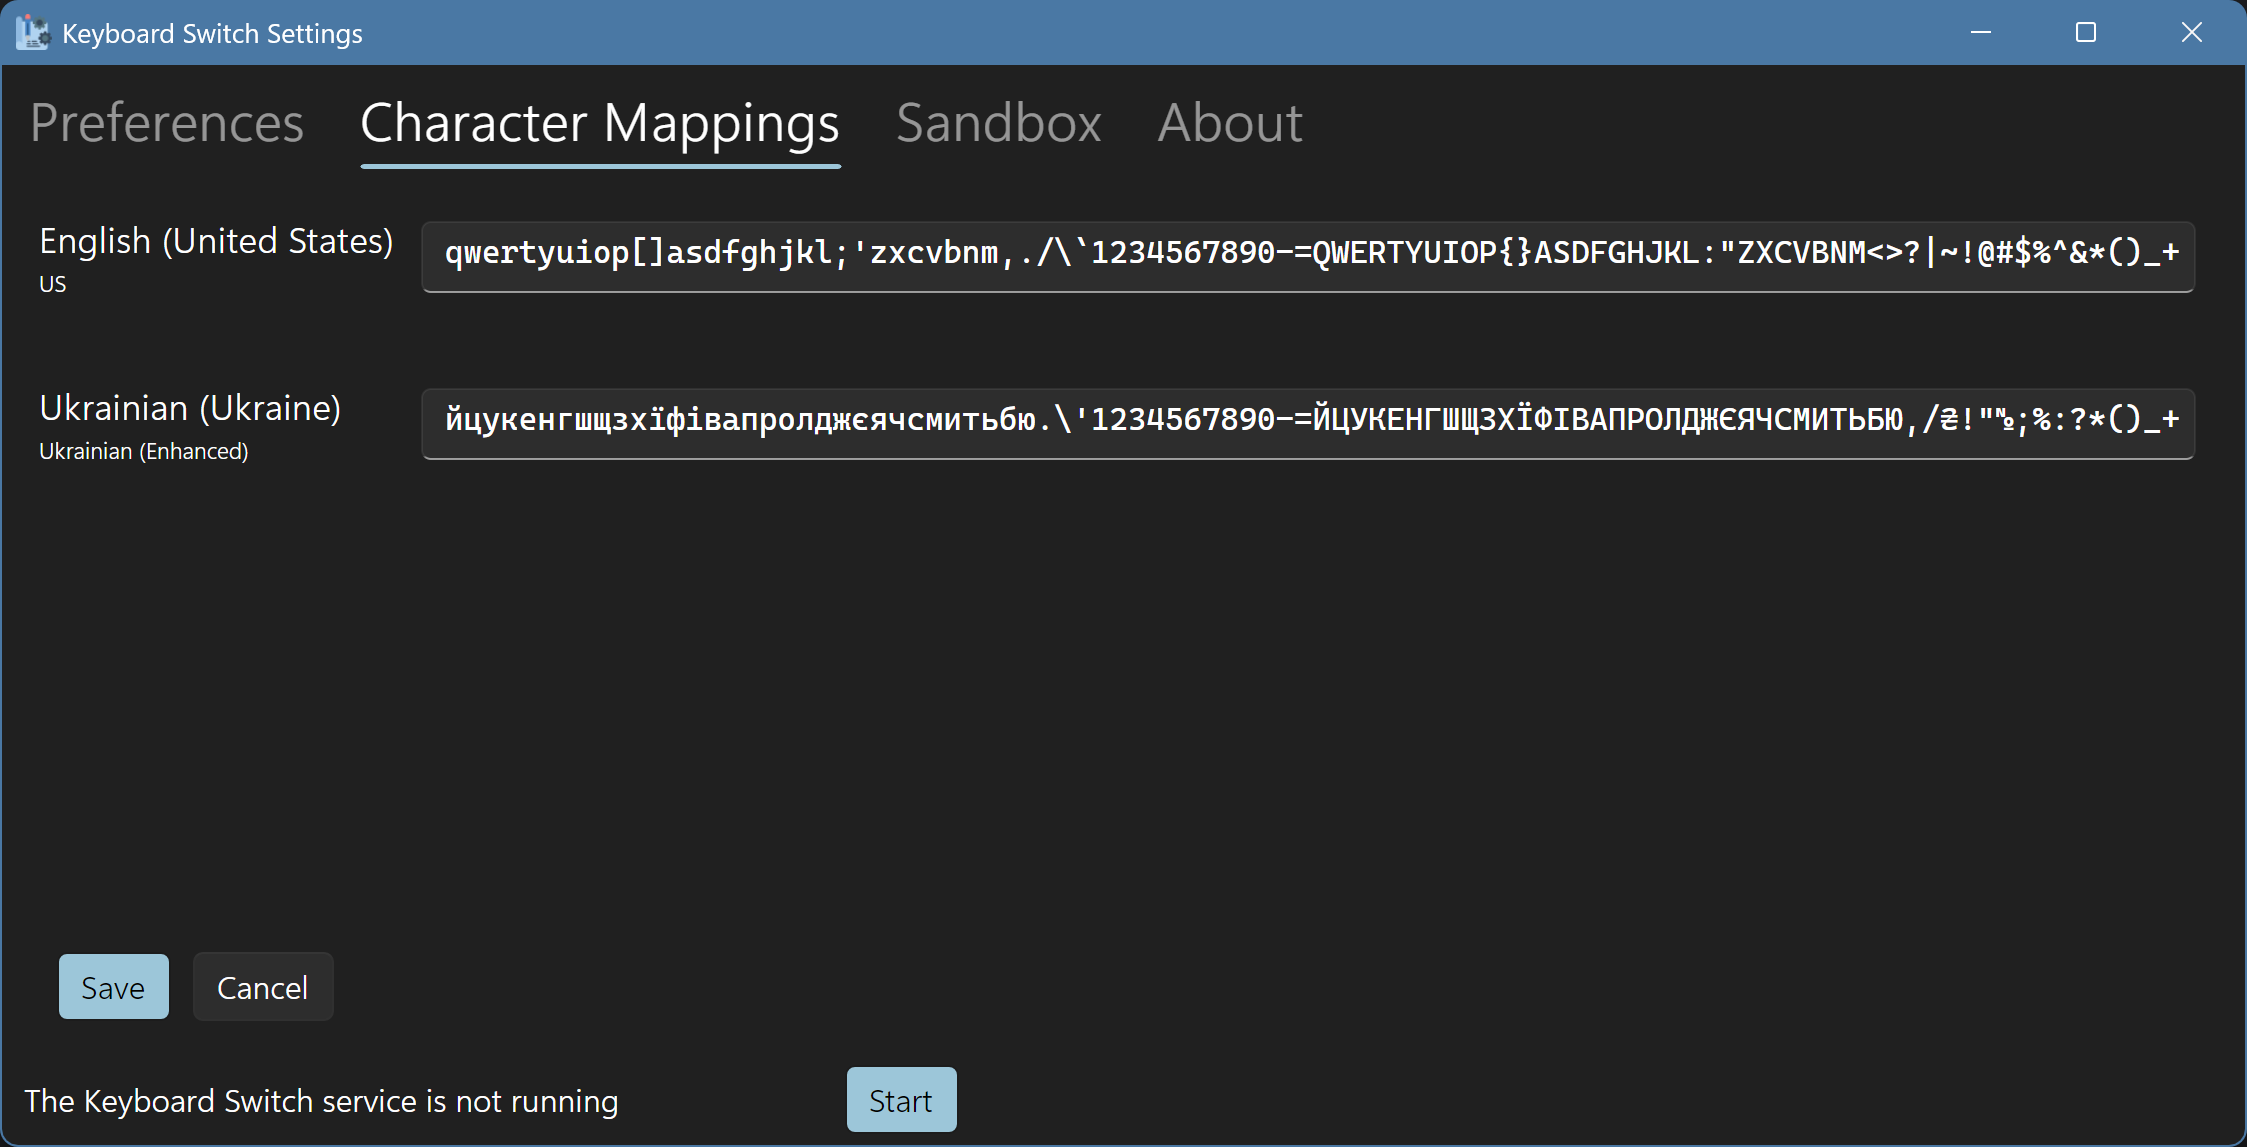 Keyboard Switch Settings
Preferences Character Mappings Sandbox About
English (United States)
US
qwertyuiop[]asdfghjkl;'zxcvbnm,./\`1234567890-=QWERTYUIOP{}ASDFGHJKL:"ZXCVBNM<>?|~!@#$%^&*()_+
Ukrainian (Ukraine)
Ukrainian (Enhanced)
йцукенгшщзхїфівапролджєячсмитьбю.\'1234567890-=ЙЦУКЕНГШЩЗХЇФІВАПРОЛДЖЄЯЧСМИТЬБЮ,/₴!"№;%:?*()_+
Save Cancel
The Keyboard Switch service is not running Start